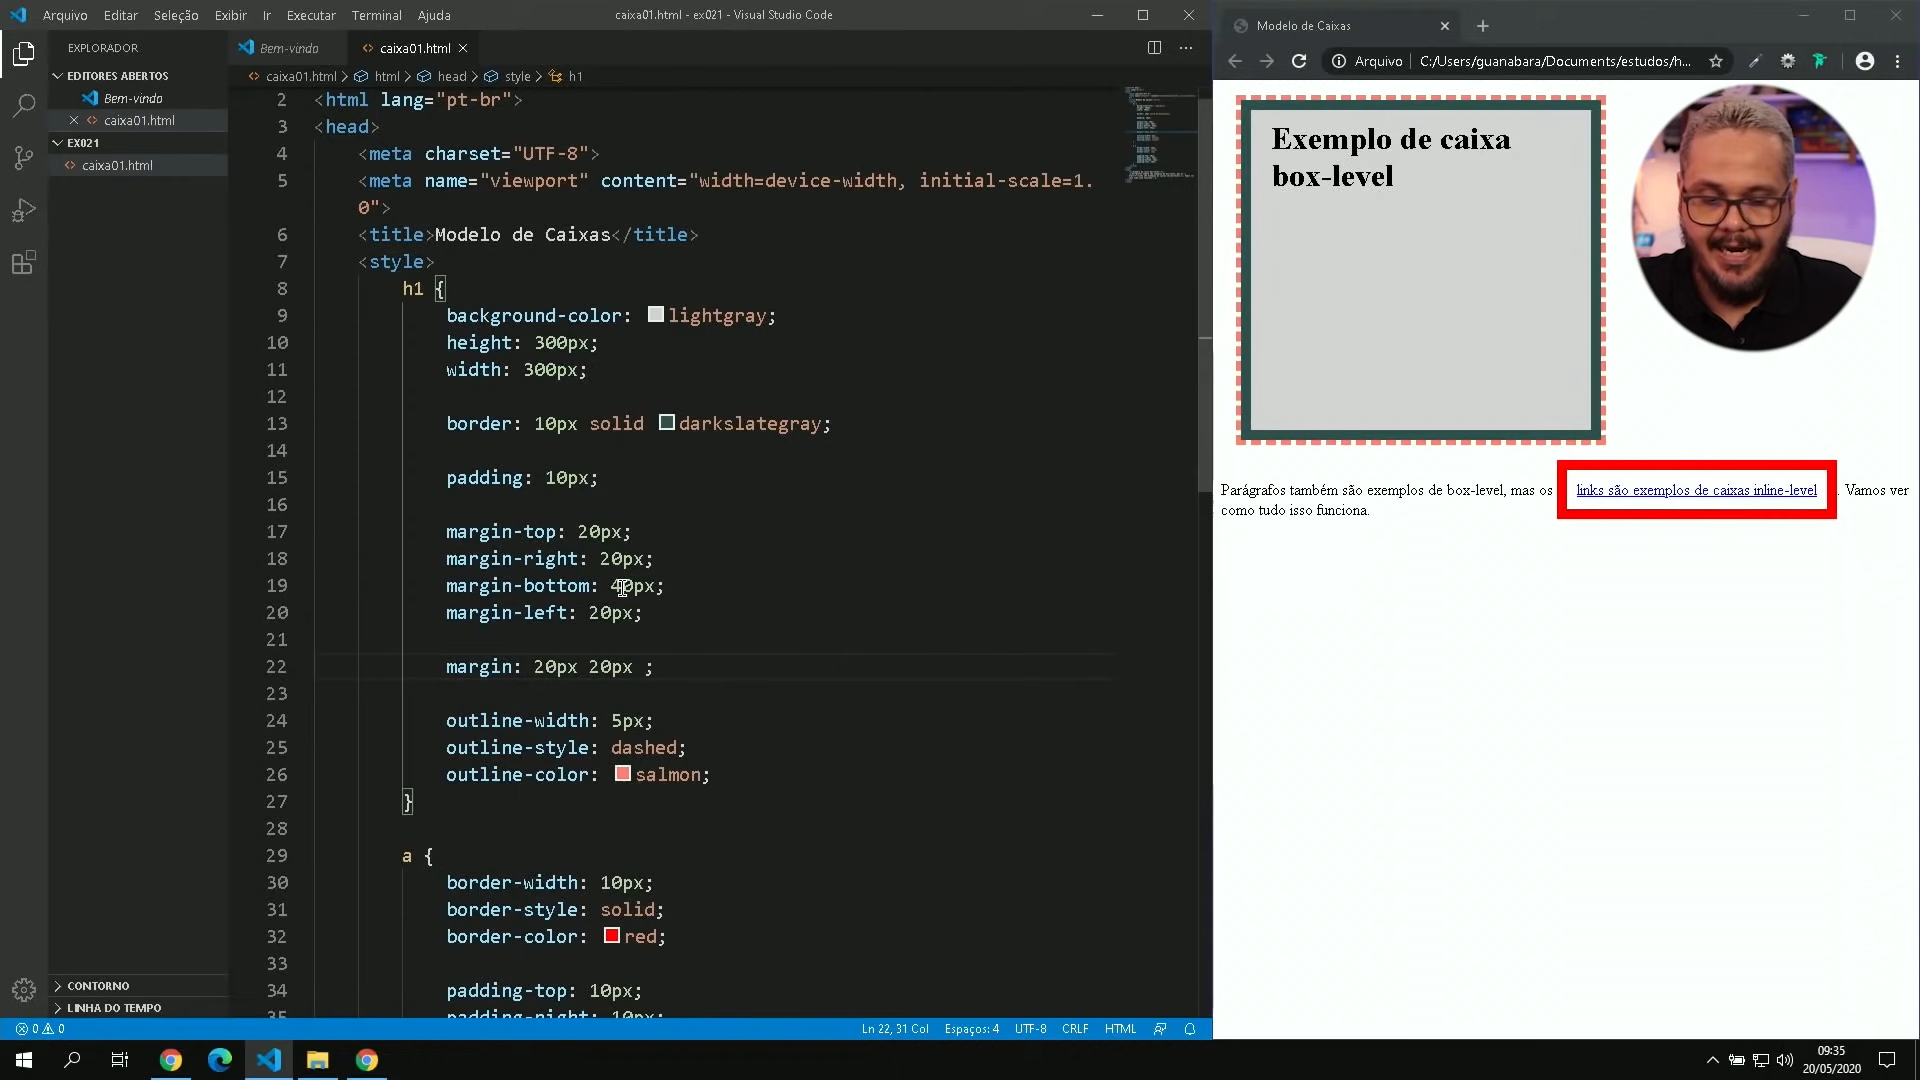 Arquivo Editar Seleção Exibir Ir Executar Terminal Ajuda
caixa01.html - ex021 - Visual Studio Code
EXPLORADOR
EDITORES ABERTOS
Bem-vindo
caixa01.html
EX021
caixa01.html
CONTORNO
LINHA DO TEMPO
Bem-vindo
caixa01.html
caixa01.html > html > head > style > h1
2 <html lang="pt-br">
3 <head>
4 <meta charset="UTF-8">
5 <meta name="viewport" content="width=device-width, initial-scale=1.
0">
6 <title>Modelo de Caixas</title>
7 <style>
8 h1 {
9 background-color: lightgray;
10 height: 300px;
11 width: 300px;
12
13 border: 10px solid darkslategray;
14
15 padding: 10px;
16
17 margin-top: 20px;
18 margin-right: 20px;
19 margin-bottom: 40px;
20 margin-left: 20px;
21
22 margin: 20px 20px ;
23
24 outline-width: 5px;
25 outline-style: dashed;
26 outline-color: salmon;
27 }
28
29 a {
30 border-width: 10px;
31 border-style: solid;
32 border-color: red;
33
34 padding-top: 10px;
35 padding-right: 10px;
0 0
Ln 22, 31 Col Espaços: 4 UTF-8 CRLF HTML
Modelo de Caixas
Arquivo C:/Users/guanabara/Documents/estudos/h...
Exemplo de caixa
box-level
Parágrafos também são exemplos de box-level, mas os links são exemplos de caixas inline-level . Vamos ver
como tudo isso funciona.
09:35
20/05/2020